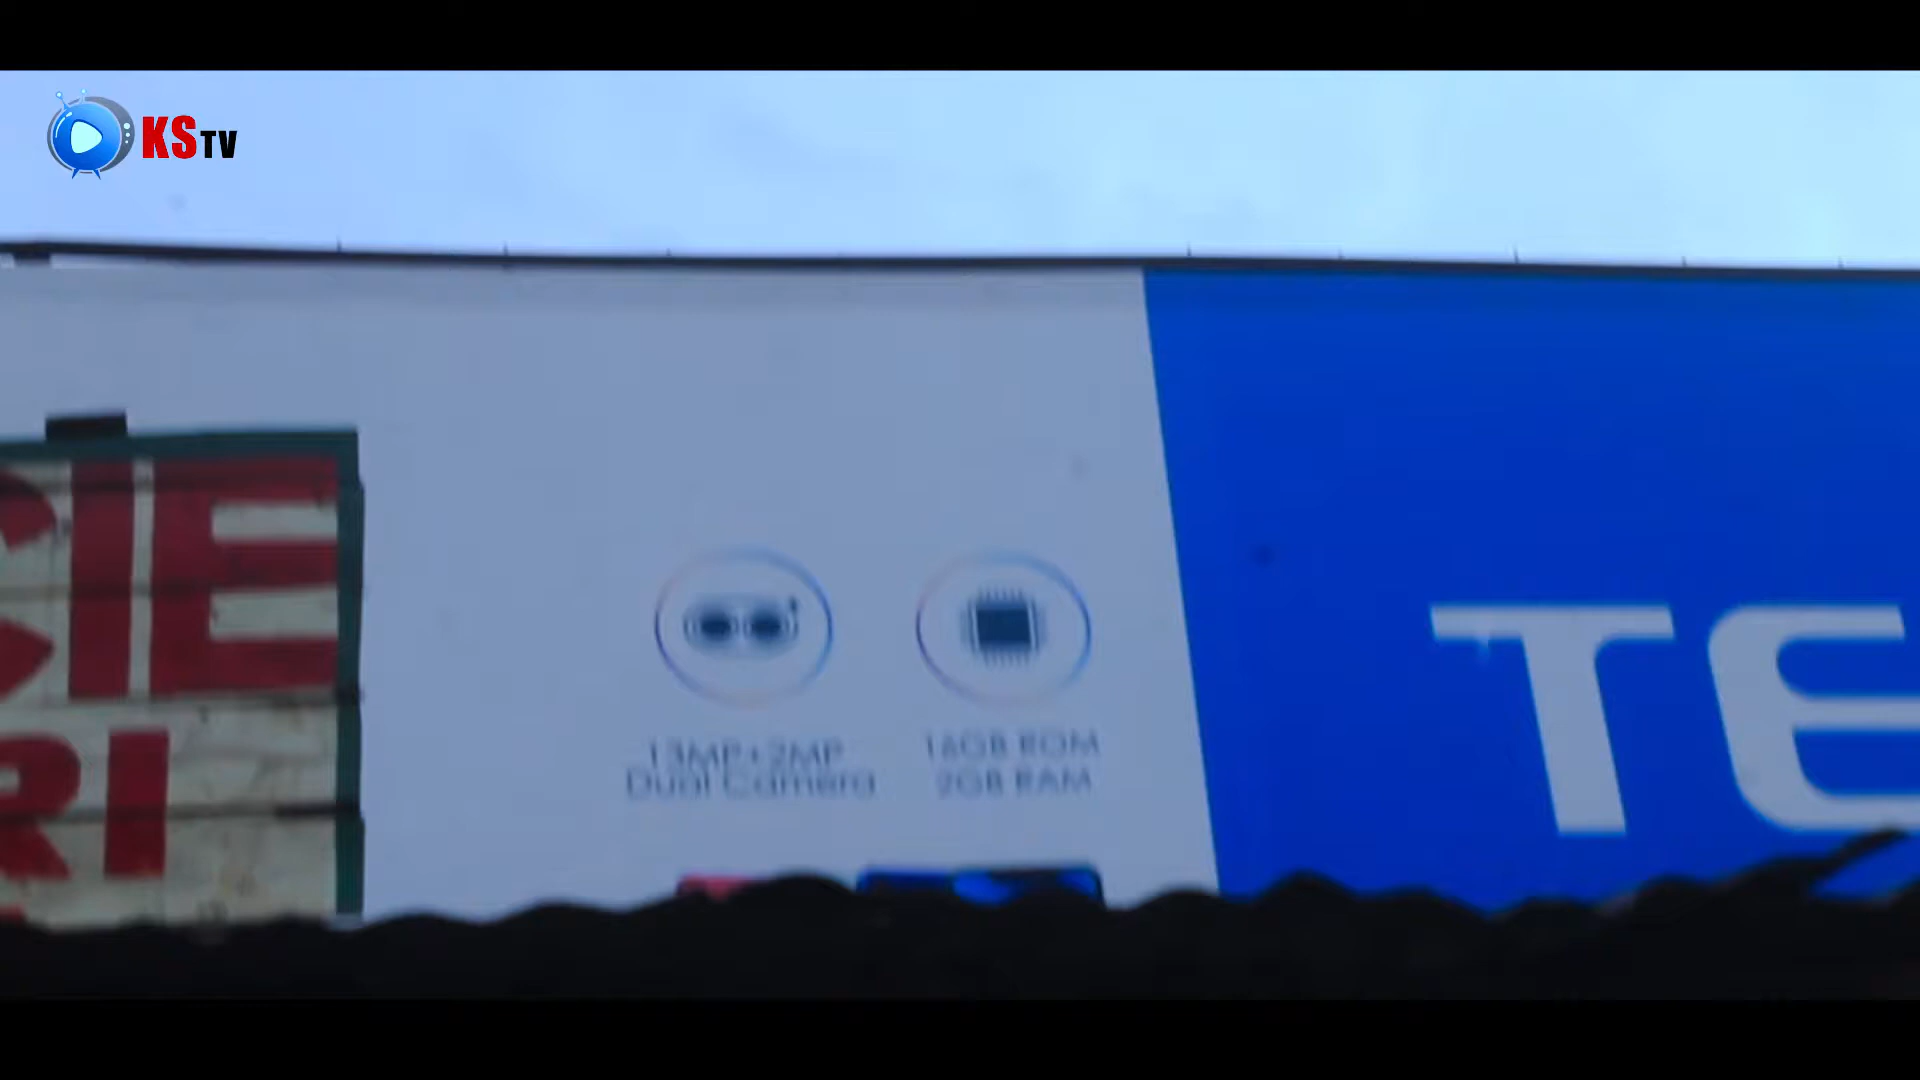 KSTV
CIE
RI
13MP+2MP
Dual Camera
16GB ROM
2GB RAM
TE